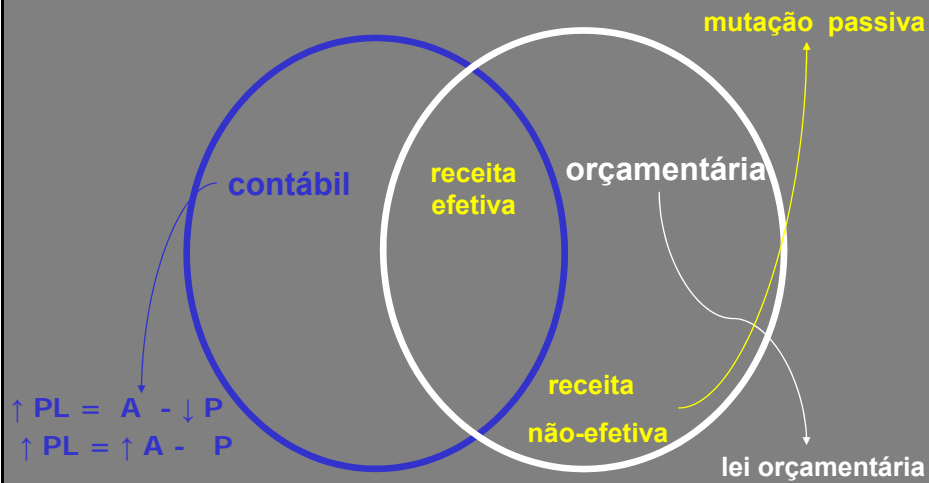 mutação passiva
contábil
receita
efetiva
orçamentária
receita
não-efetiva
↑ PL = A - ↓ P
↑ PL = ↑ A - P
lei orçamentária